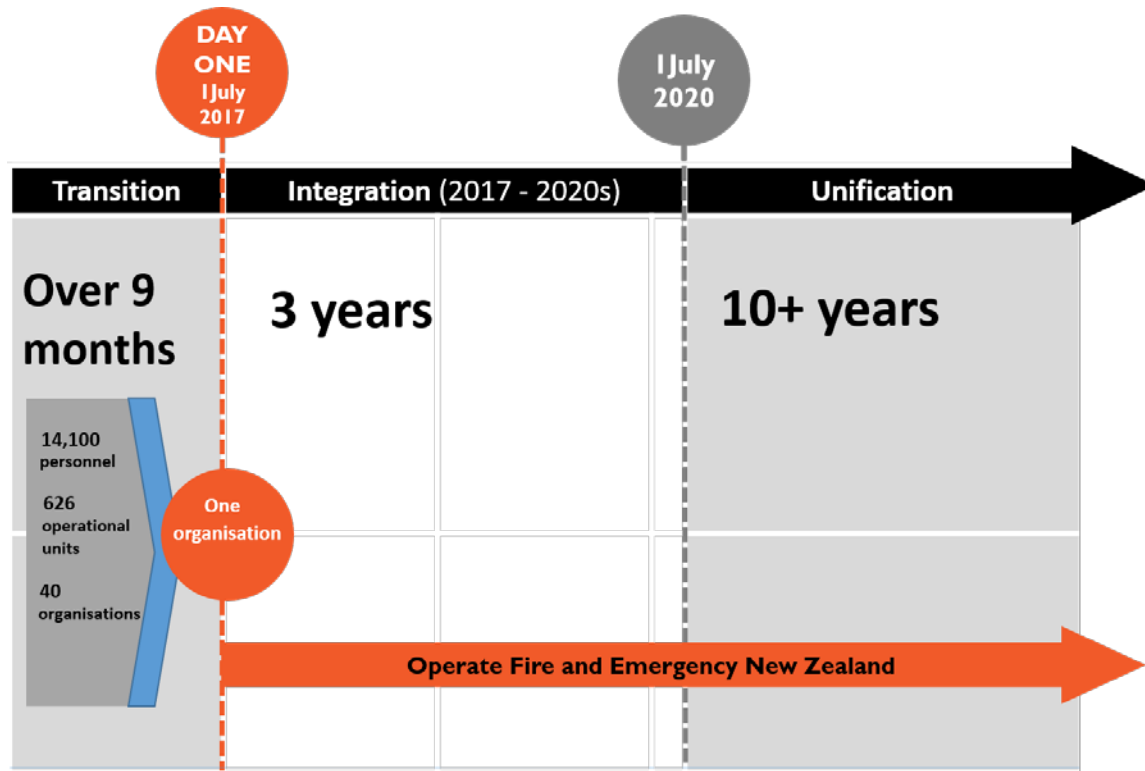 DAY
ONE
1 July
2017
1 July
2020
Transition
Integration (2017 - 2020s)
Unification
Over 9
months
3 years
10+ years
14,100
personnel
626
operational
units
40
organisations
One
organisation
Operate Fire and Emergency New Zealand